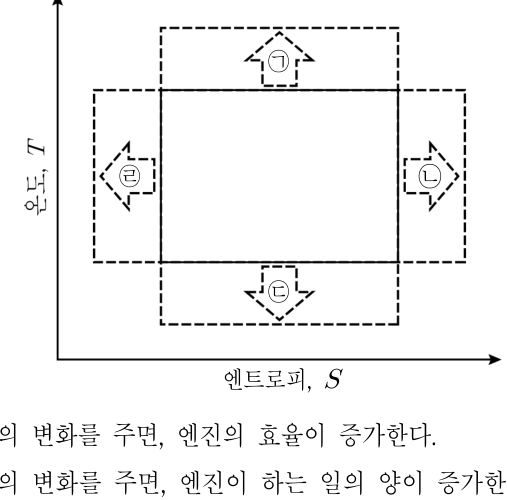 ㉠
㉣
㉡
온도, T
㉢
엔트로피, S
의 변화를 주면, 엔진의 효율이 증가한다.
의 변화를 주면, 엔진이 하는 일의 양이 증가한